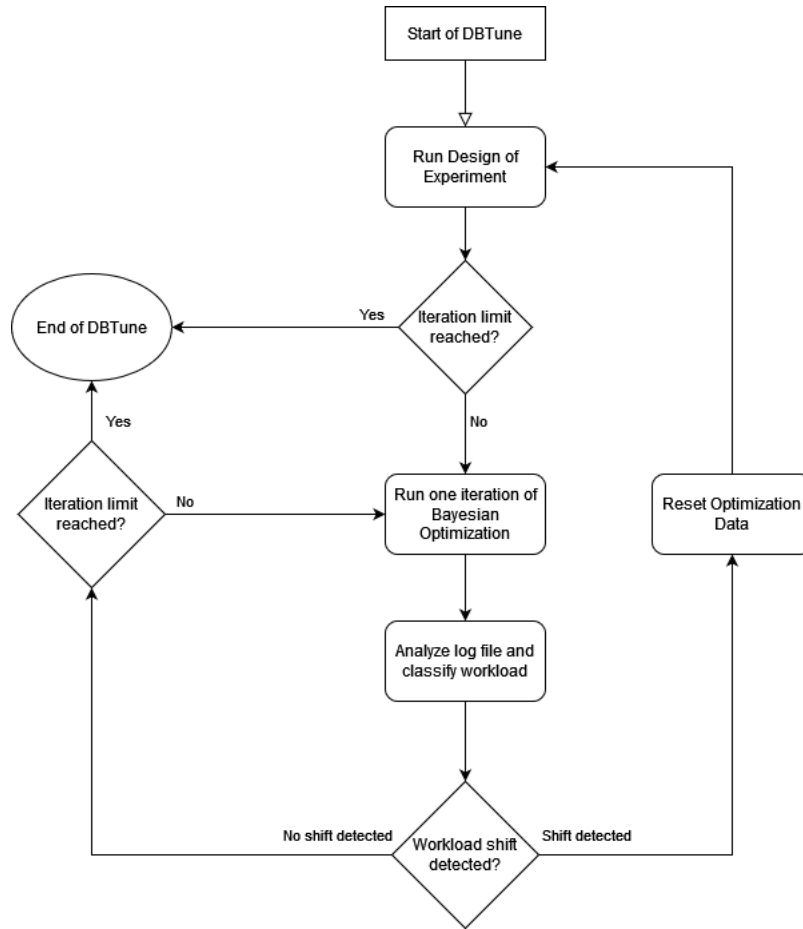 Start of DBTune
Run Design of
Experiment
Iteration limit
reached?
Yes
End of DBTune
No
Yes
Iteration limit
reached?
No
Run one iteration of
Bayesian
Optimization
Reset Optimization
Data
Analyze log file and
classify workload
No shift detected
Workload shift
detected?
Shift detected